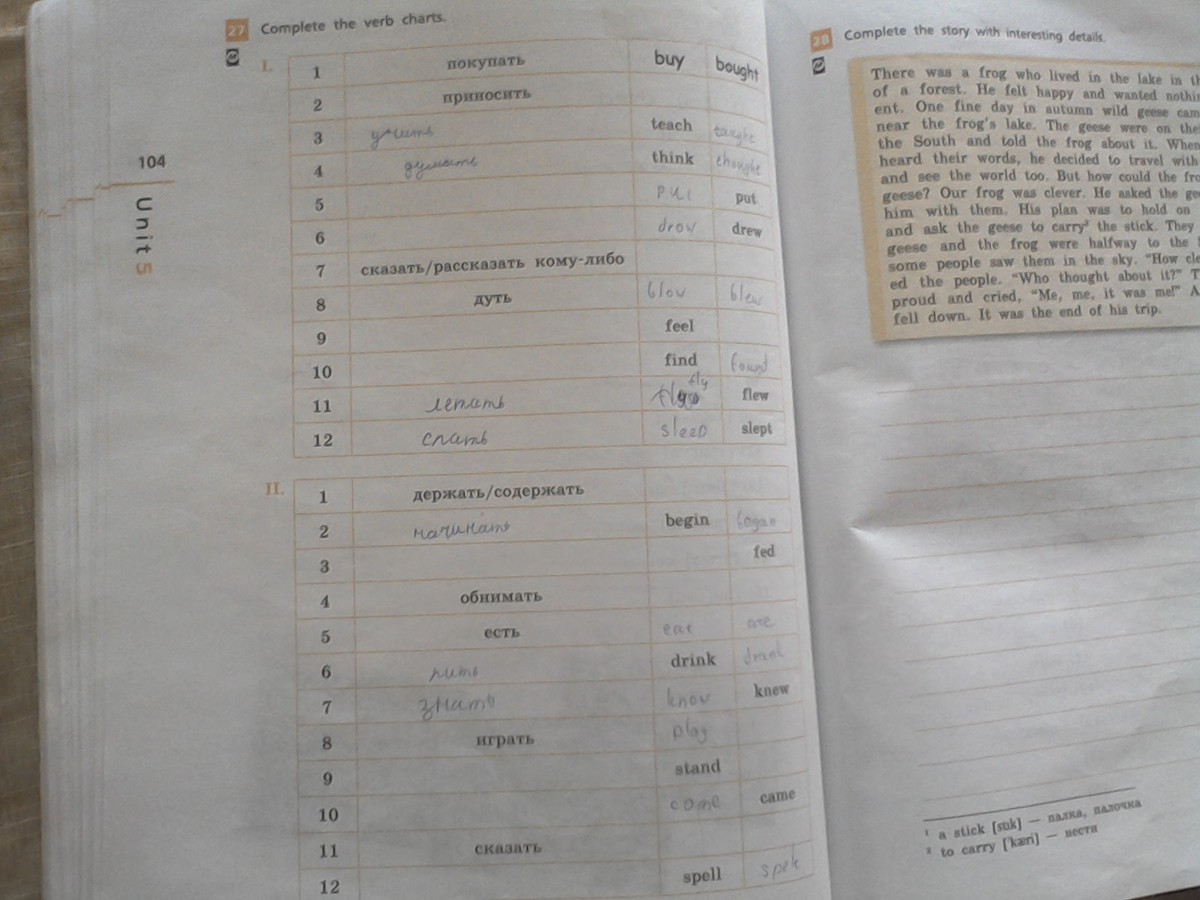 27 Complete the verb charts.
I.
1 покупать buy bought
2 приносить
3 учить teach taught
4 думать think thought
5 put put
6 drow drew
7 сказать/рассказать кому-либо
8 дуть blow blew
9 feel
10 find found
11 летать fly flew
12 спать sleep slept
104
Unit 5
II.
1 держать/содержать
2 начинать begin began
3 fed
4 обнимать
5 есть eat ate
6 пить drink drank
7 знать know knew
8 играть play
9 stand
10 come came
11 сказать
12 spell
28 Complete the story with interesting details.
There was a frog who lived in the lake in
of a forest. He felt happy and wanted
ent. One fine day in autumn wild geese
near the frog's lake. The geese were on
the South and told the frog about it.
heard their words, he decided to travel with
and see the world too. But how could the
geese? Our frog was clever. He asked the
him with them. His plan was to hold on
and ask the geese to carry² the stick. They
geese and the frog were halfway to the
some people saw them in the sky. “How
ed the people. “Who thought about it?”
proud and cried, “Me, me, it was me!”
fell down. It was the end of his trip.
¹ a stick [stɪk] — палка, палочка
² to carry [ˈkæri] — нести